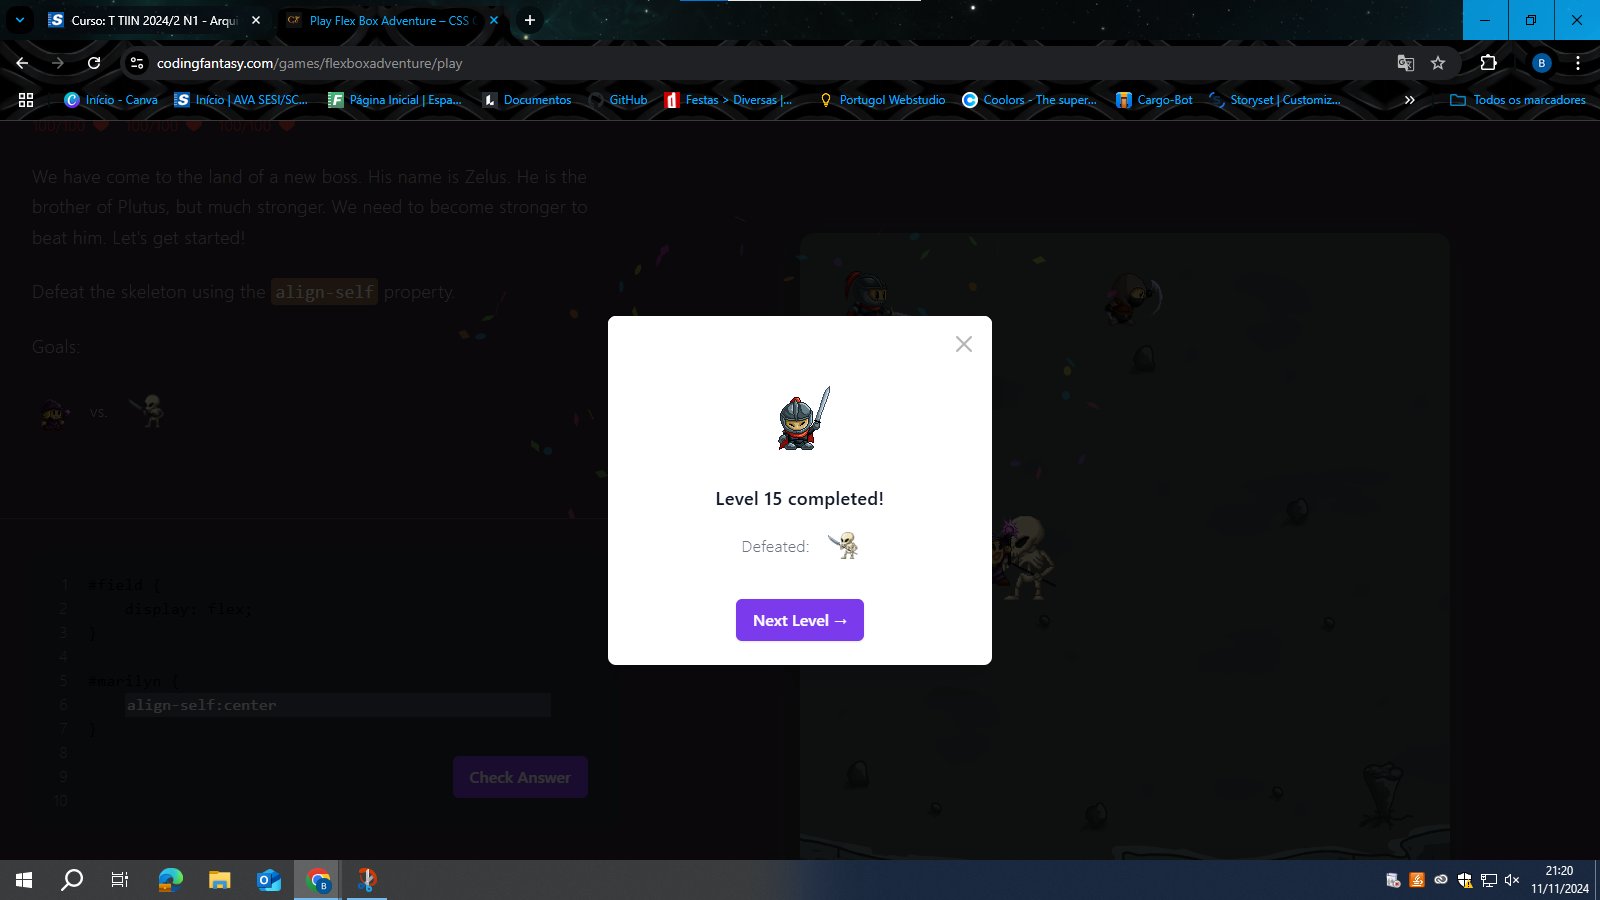 Curso: T TIIN 2024/2 N1 - Arqui
Play Flex Box Adventure – CSS G
codingfantasy.com/games/flexboxadventure/play
Início - Canva
Início | AVA SESI/SC...
Página Inicial | Espa...
Documentos
GitHub
Festas > Diversas |...
Portugol Webstudio
Coolors - The super...
Cargo-Bot
Storyset | Customiz...
Todos os marcadores
100/100 100/100 100/100
We have come to the land of a new boss. His name is Zelus. He is the
brother of Plutus, but much stronger. We need to become stronger to
beat him. Let's get started!
Defeat the skeleton using the align-self property.
Goals:
vs.
Level 15 completed!
Defeated:
Next Level →
1 #field {
2 display: flex;
3 }
4
5 #marilyn {
6 align-self:center
7 }
8
9
10
Check Answer
21:20
11/11/2024